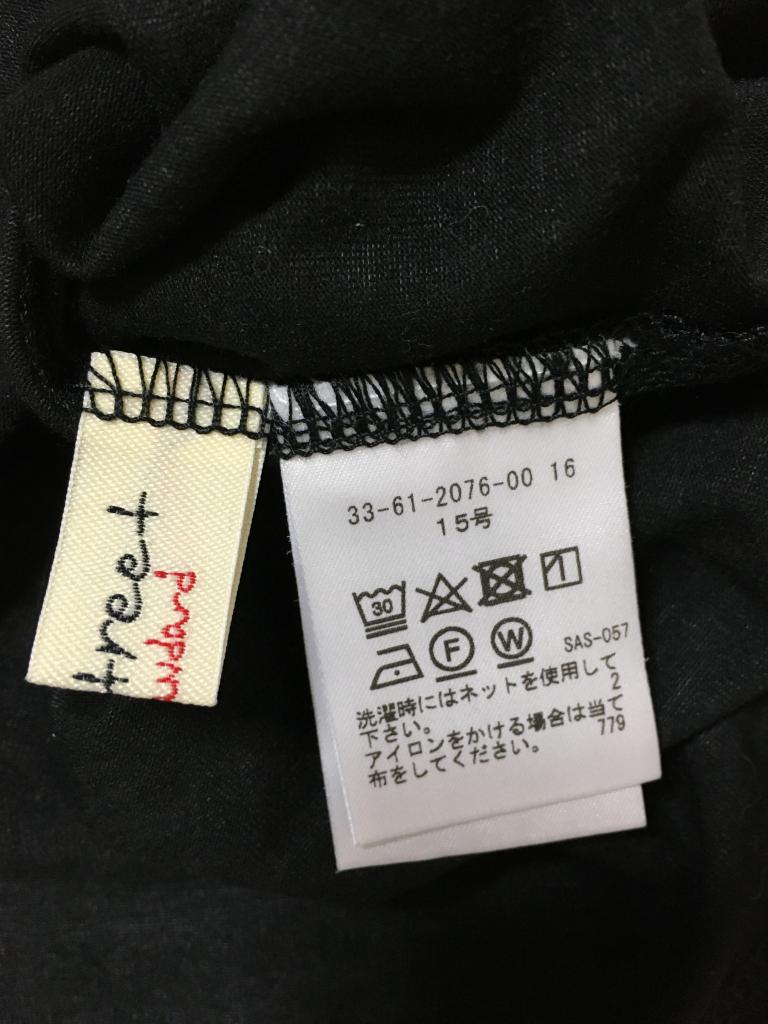 treet
33-61-2076-00 16
15号
30
F
W
SAS-057
洗濯時にはネットを使用して
2
下さい。
アイロンをかける場合は当て
779
布をしてください。